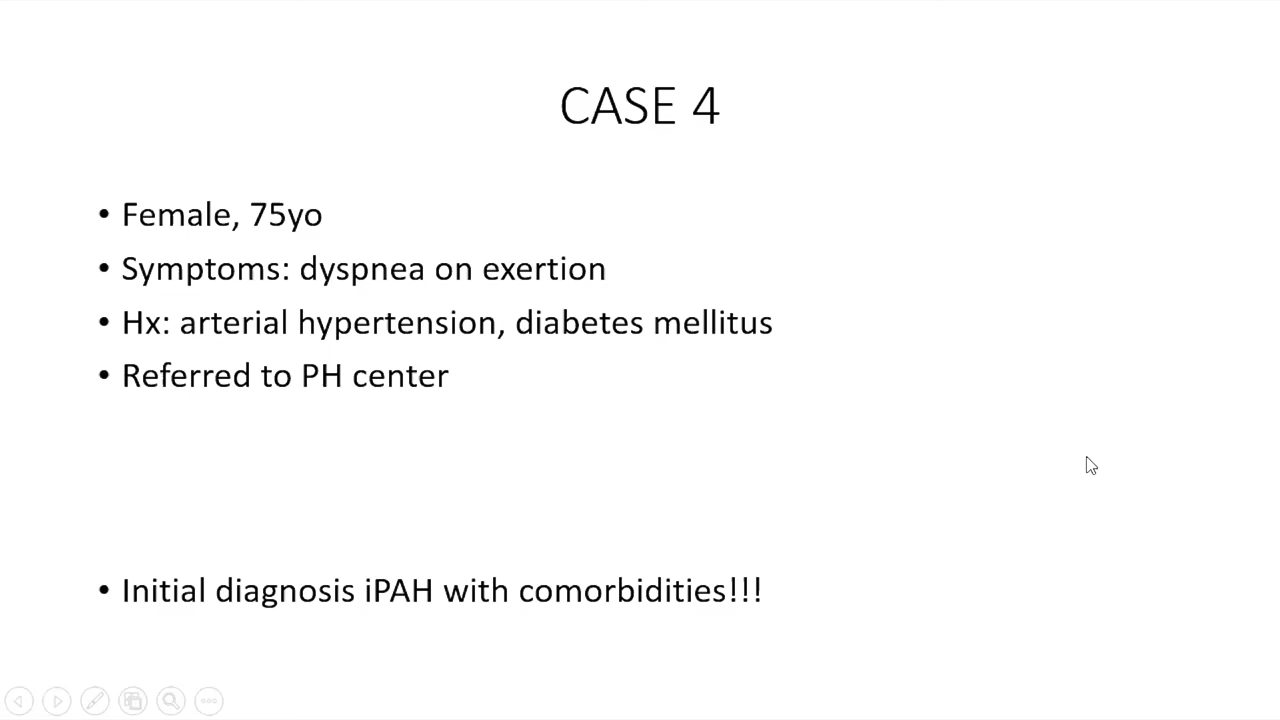 CASE 4
• Female, 75yo
• Symptoms: dyspnea on exertion
• Hx: arterial hypertension, diabetes mellitus
• Referred to PH center
• Initial diagnosis iPAH with comorbidities!!!